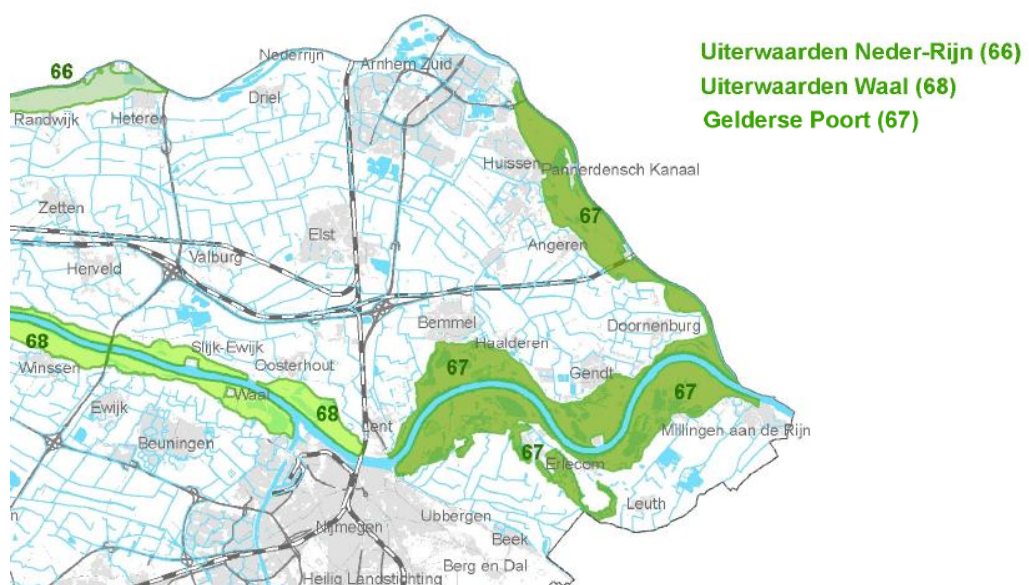 Uiterwaarden Neder-Rijn (66)
Uiterwaarden Waal (68)
Gelderse Poort (67)
Nederrijn
Arnhem Zuid
66
Driel
Randwijk
Heteren
Huissen
Pannerdensch Kanaal
Zetten
67
Elst
Angeren
Valburg
Herveld
Bemmel
Doornenburg
68
Slijk-Ewijk
Haalderen
Winssen
Oosterhout
67
Gendt
Waal
67
Ewijk
68
Lent
Beuningen
Millingen aan de Rijn
67
Erlecom
Leuth
n
Nijmegen
Ubbergen
Beek
Berg en Dal
Heilig Landstichting